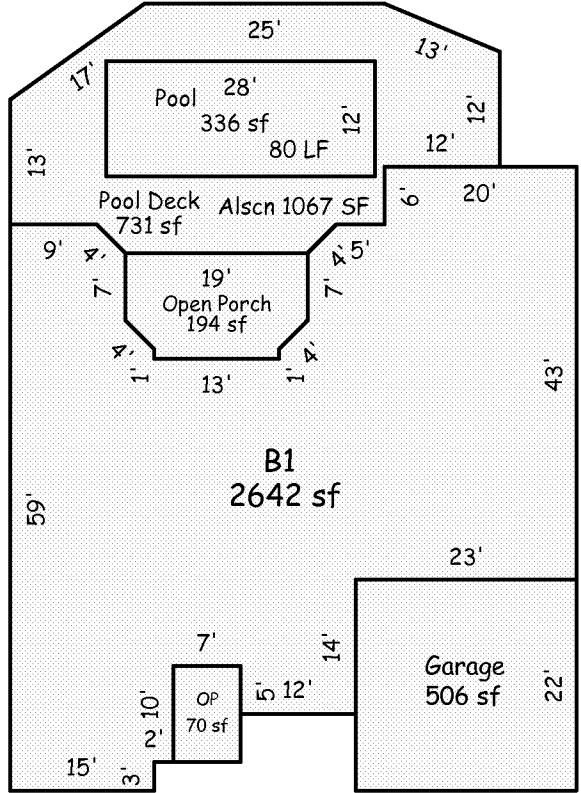 25'
13'
17'
Pool 28'
336 sf
12'
12'
80 LF
12'
13'
6'
20'
Pool Deck
731 sf
Alscn 1067 SF
9'
4'
4'
5'
7'
19'
7'
Open Porch
194 sf
4'
1'
13'
1'
4'
43'
B1
2642 sf
59'
23'
7'
14'
Garage
506 sf
22'
10'
OP
70 sf
5'
12'
2'
15'
3'